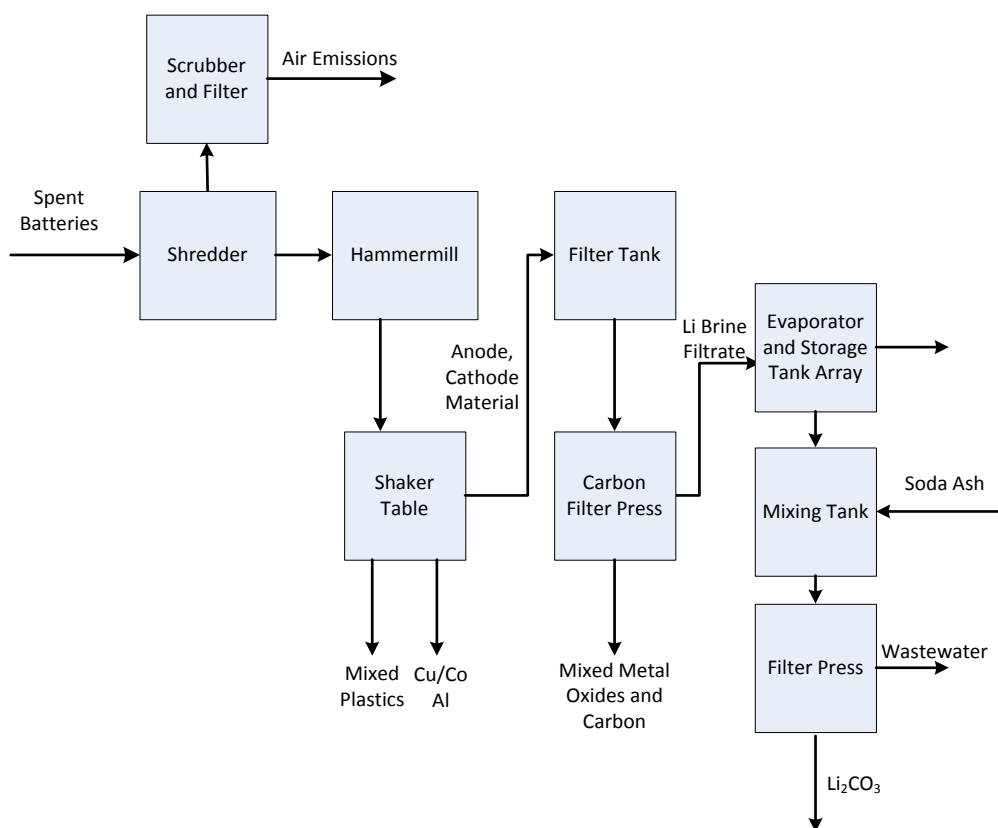 Scrubber
and Filter
Air Emissions
Spent
Batteries
Shredder
Hammermill
Filter Tank
Anode,
Cathode
Material
Li Brine
Filtrate
Evaporator
and Storage
Tank Array
Shaker
Table
Carbon
Filter Press
Soda Ash
Mixing Tank
Mixed
Plastics
Cu/Co
Al
Mixed Metal
Oxides and
Carbon
Filter Press
Wastewater
Li₂CO₃